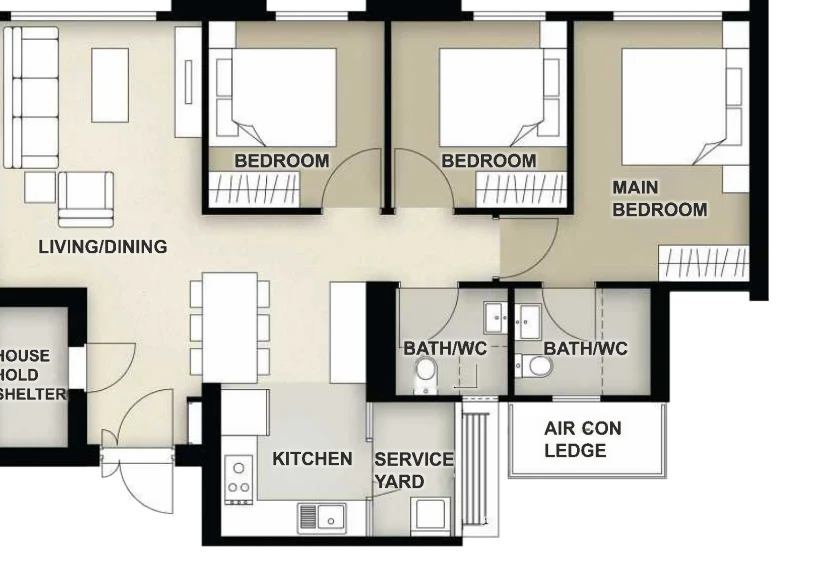 BEDROOM
BEDROOM
MAIN
BEDROOM
LIVING/DINING
HOUSE
HOLD
SHELTER
BATH/WC
BATH/WC
KITCHEN
SERVICE
YARD
AIR CON
LEDGE